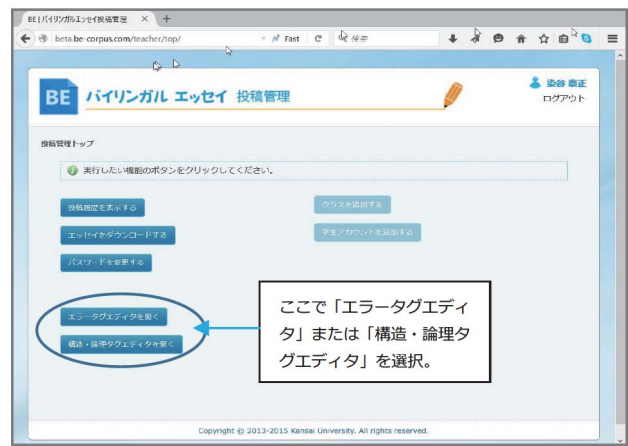 BE | バイリンガルエッセイ投稿管理 × +
beta.be-corpus.com/teacher/top/ Fast 検索
BE バイリンガル エッセイ 投稿管理
染谷 泰正
ログアウト
投稿管理トップ
実行したい機能のボタンをクリックしてください。
投稿履歴を表示する クラスを追加する
エッセイをダウンロードする 学生アカウントを追加する
パスワードを変更する
エラータグエディタを開く
構造・論理タグエディタを開く
ここで「エラータグエディ
タ」または「構造・論理タ
グエディタ」を選択。
Copyright © 2013-2015 Kansai University. All rights reserved.